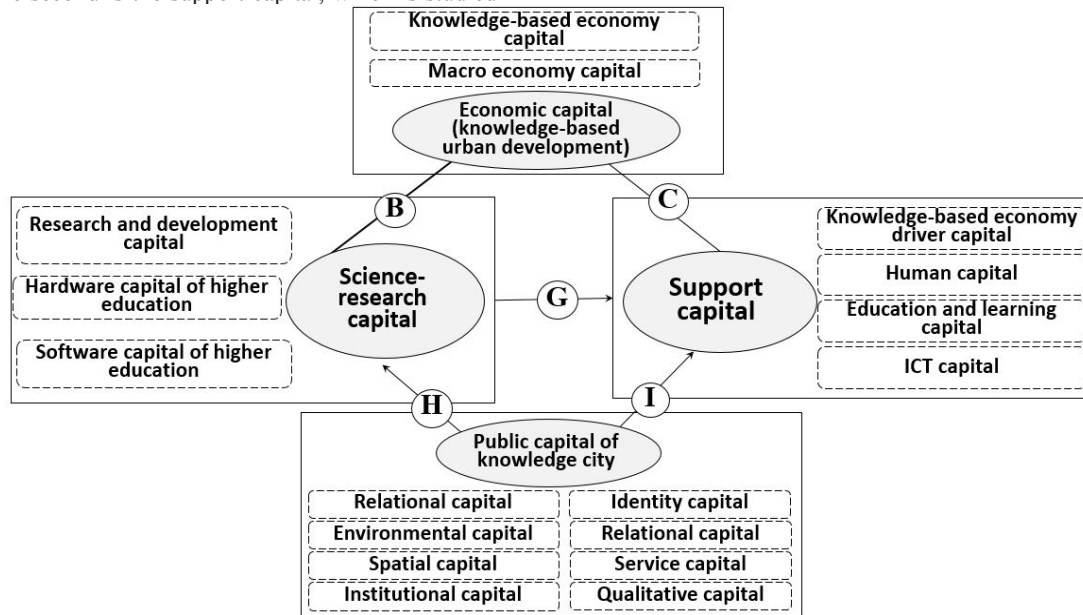 Knowledge-based economy
capital
Macro economy capital
Economic capital
(knowledge-based
urban development)
B
C
Research and development
capital
Hardware capital of higher
education
Software capital of higher
education
Science-
research
capital
G
Support
capital
Knowledge-based economy
driver capital
Human capital
Education and learning
capital
ICT capital
H
I
Public capital of
knowledge city
Relational capital
Identity capital
Environmental capital
Relational capital
Spatial capital
Service capital
Institutional capital
Qualitative capital